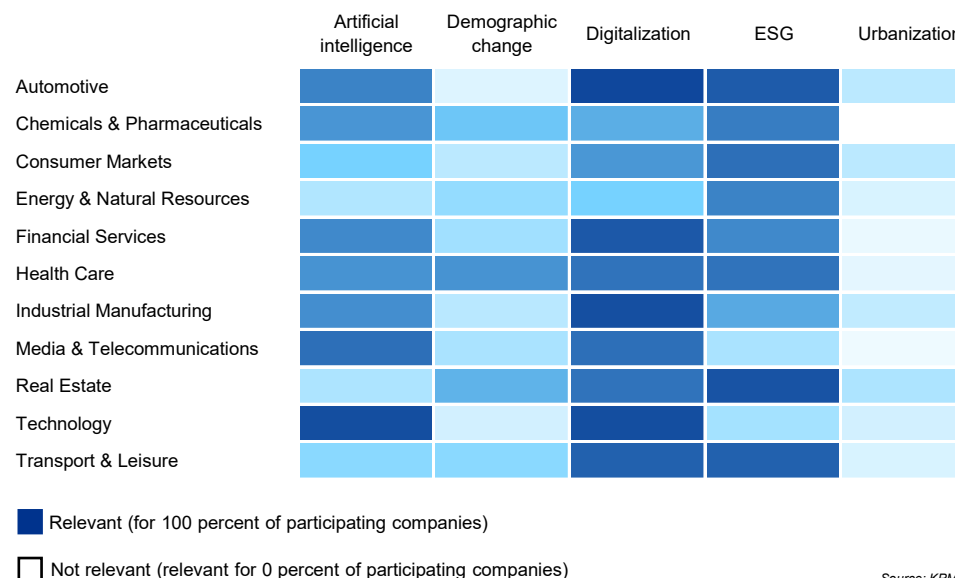 Artificial intelligence
Demographic change
Digitalization
ESG
Urbanization
Automotive
Chemicals & Pharmaceuticals
Consumer Markets
Energy & Natural Resources
Financial Services
Health Care
Industrial Manufacturing
Media & Telecommunications
Real Estate
Technology
Transport & Leisure
Relevant (for 100 percent of participating companies)
Not relevant (relevant for 0 percent of participating companies)
Source: